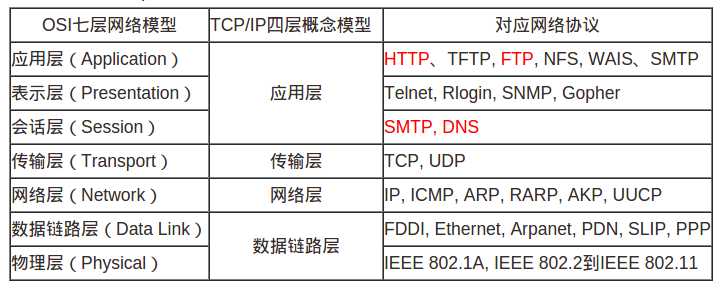 OSI七层网络模型 TCP/IP四层概念模型 对应网络协议
应用层（Application） HTTP、TFTP, FTP, NFS, WAIS、SMTP
表示层（Presentation） 应用层 Telnet, Rlogin, SNMP, Gopher
会话层（Session） SMTP, DNS
传输层（Transport） 传输层 TCP, UDP
网络层（Network） 网络层 IP, ICMP, ARP, RARP, AKP, UUCP
数据链路层（Data Link） 数据链路层 FDDI, Ethernet, Arpanet, PDN, SLIP, PPP
物理层（Physical） IEEE 802.1A, IEEE 802.2到IEEE 802.11